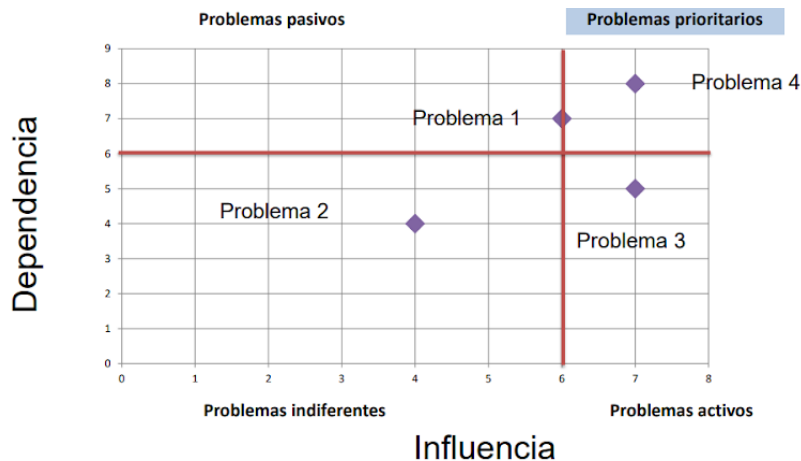 Problemas pasivos
Problemas prioritarios
9
8
7
6
5
4
3
2
1
0
Dependencia
Problema 4
Problema 1
Problema 2
Problema 3
0 1 2 3 4 5 6 7 8
Problemas indiferentes
Problemas activos
Influencia